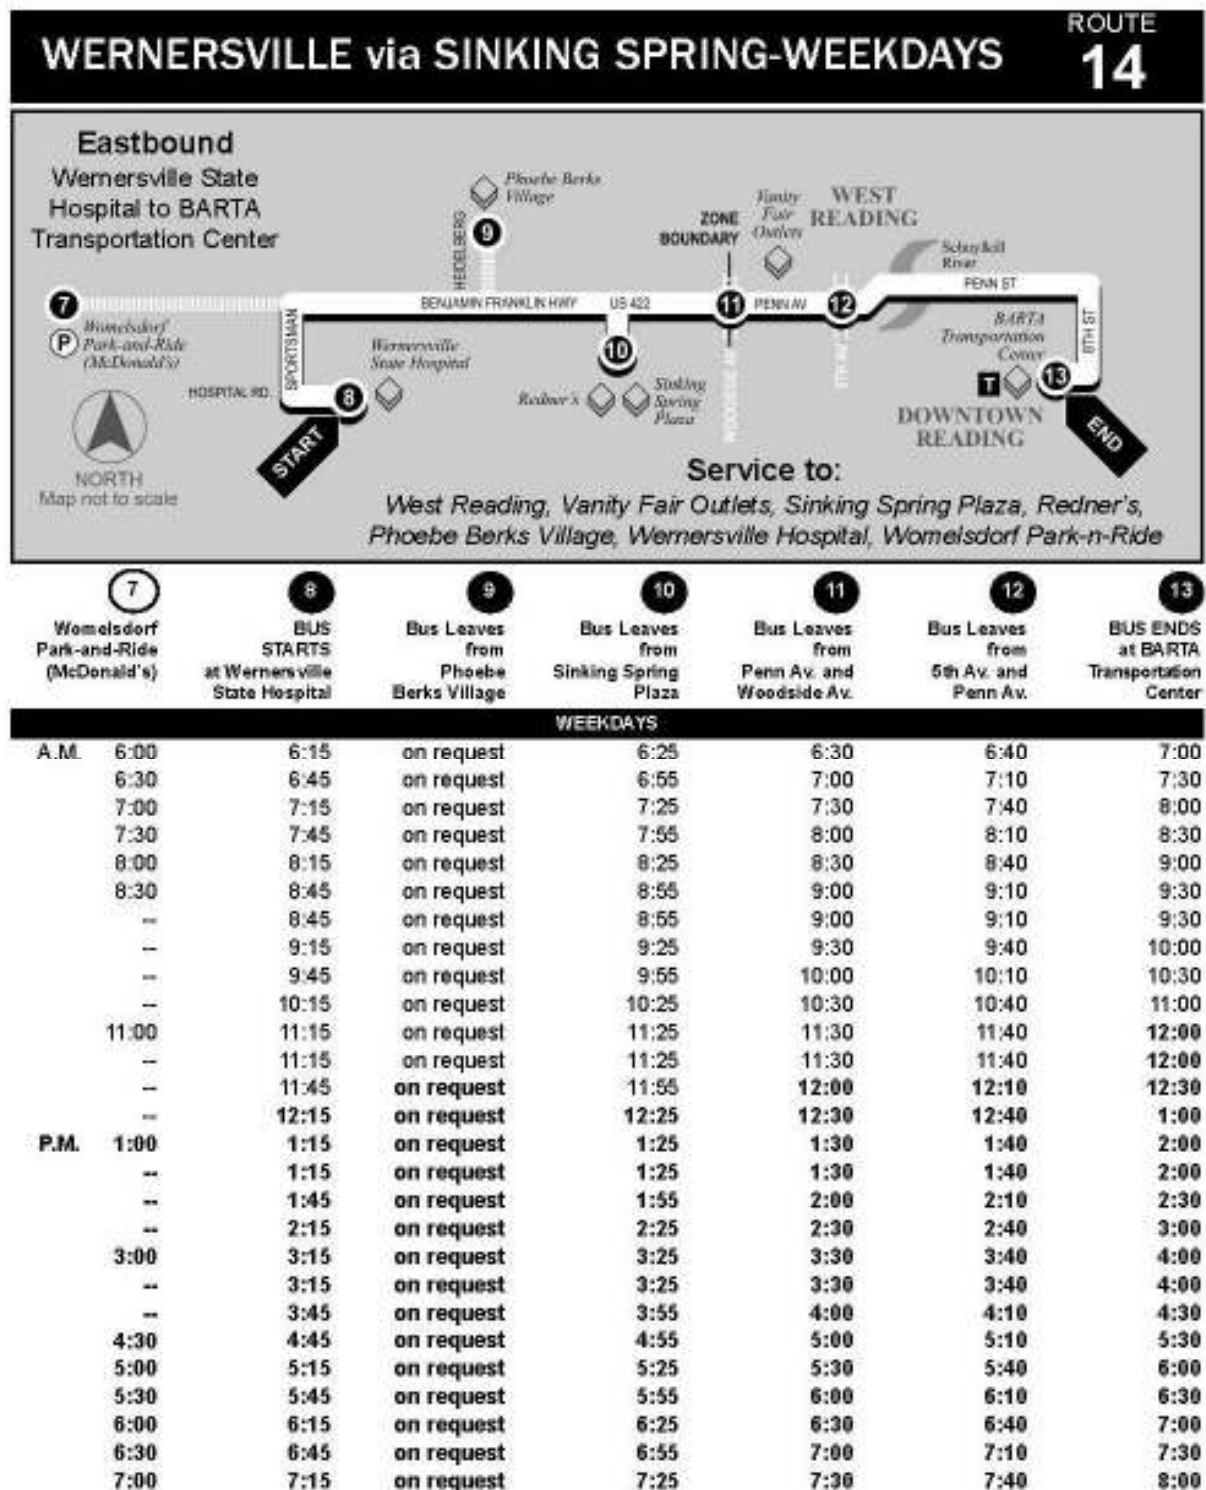 WERNERSVILLE via SINKING SPRING-WEEKDAYS
ROUTE
14
Eastbound
Wernersville State
Hospital to BARTA
Transportation Center
Phoebe Berks
Village
HEIDELBERG
9
ZONE
BOUNDARY
Vanity
Fair
Outlets
WEST
READING
Schuylkill
River
PENN ST
7
BENJAMIN FRANKLIN HWY
US 422
11
PENN AV
12
8TH ST
P
Womelsdorf
Park-and-Ride
(McDonald's)
SPORTSMAN
Wernersville
State Hospital
10
WOODSIDE AV
5TH AV
BARTA
Transportation
Center
HOSPITAL RD.
8
Redner's
Sinking
Spring
Plaza
T
13
DOWNTOWN
READING
START
END
NORTH
Map not to scale
Service to:
West Reading, Vanity Fair Outlets, Sinking Spring Plaza, Redner's,
Phoebe Berks Village, Wernersville Hospital, Womelsdorf Park-n-Ride
7 8 9 10 11 12 13
Womelsdorf BUS Bus Leaves Bus Leaves Bus Leaves Bus Leaves BUS ENDS
Park-and-Ride STARTS from from from from at BARTA
(McDonald's) at Wernersville Phoebe Sinking Spring Penn Av. and 5th Av. and Transportation
State Hospital Berks Village Plaza Woodside Av. Penn Av. Center
WEEKDAYS
A.M. 6:00 6:15 on request 6:25 6:30 6:40 7:00
6:30 6:45 on request 6:55 7:00 7:10 7:30
7:00 7:15 on request 7:25 7:30 7:40 8:00
7:30 7:45 on request 7:55 8:00 8:10 8:30
8:00 8:15 on request 8:25 8:30 8:40 9:00
8:30 8:45 on request 8:55 9:00 9:10 9:30
-- 8:45 on request 8:55 9:00 9:10 9:30
-- 9:15 on request 9:25 9:30 9:40 10:00
-- 9:45 on request 9:55 10:00 10:10 10:30
-- 10:15 on request 10:25 10:30 10:40 11:00
11:00 11:15 on request 11:25 11:30 11:40 12:00
-- 11:15 on request 11:25 11:30 11:40 12:00
-- 11:45 on request 11:55 12:00 12:10 12:30
-- 12:15 on request 12:25 12:30 12:40 1:00
P.M. 1:00 1:15 on request 1:25 1:30 1:40 2:00
-- 1:15 on request 1:25 1:30 1:40 2:00
-- 1:45 on request 1:55 2:00 2:10 2:30
-- 2:15 on request 2:25 2:30 2:40 3:00
3:00 3:15 on request 3:25 3:30 3:40 4:00
-- 3:15 on request 3:25 3:30 3:40 4:00
-- 3:45 on request 3:55 4:00 4:10 4:30
4:30 4:45 on request 4:55 5:00 5:10 5:30
5:00 5:15 on request 5:25 5:30 5:40 6:00
5:30 5:45 on request 5:55 6:00 6:10 6:30
6:00 6:15 on request 6:25 6:30 6:40 7:00
6:30 6:45 on request 6:55 7:00 7:10 7:30
7:00 7:15 on request 7:25 7:30 7:40 8:00